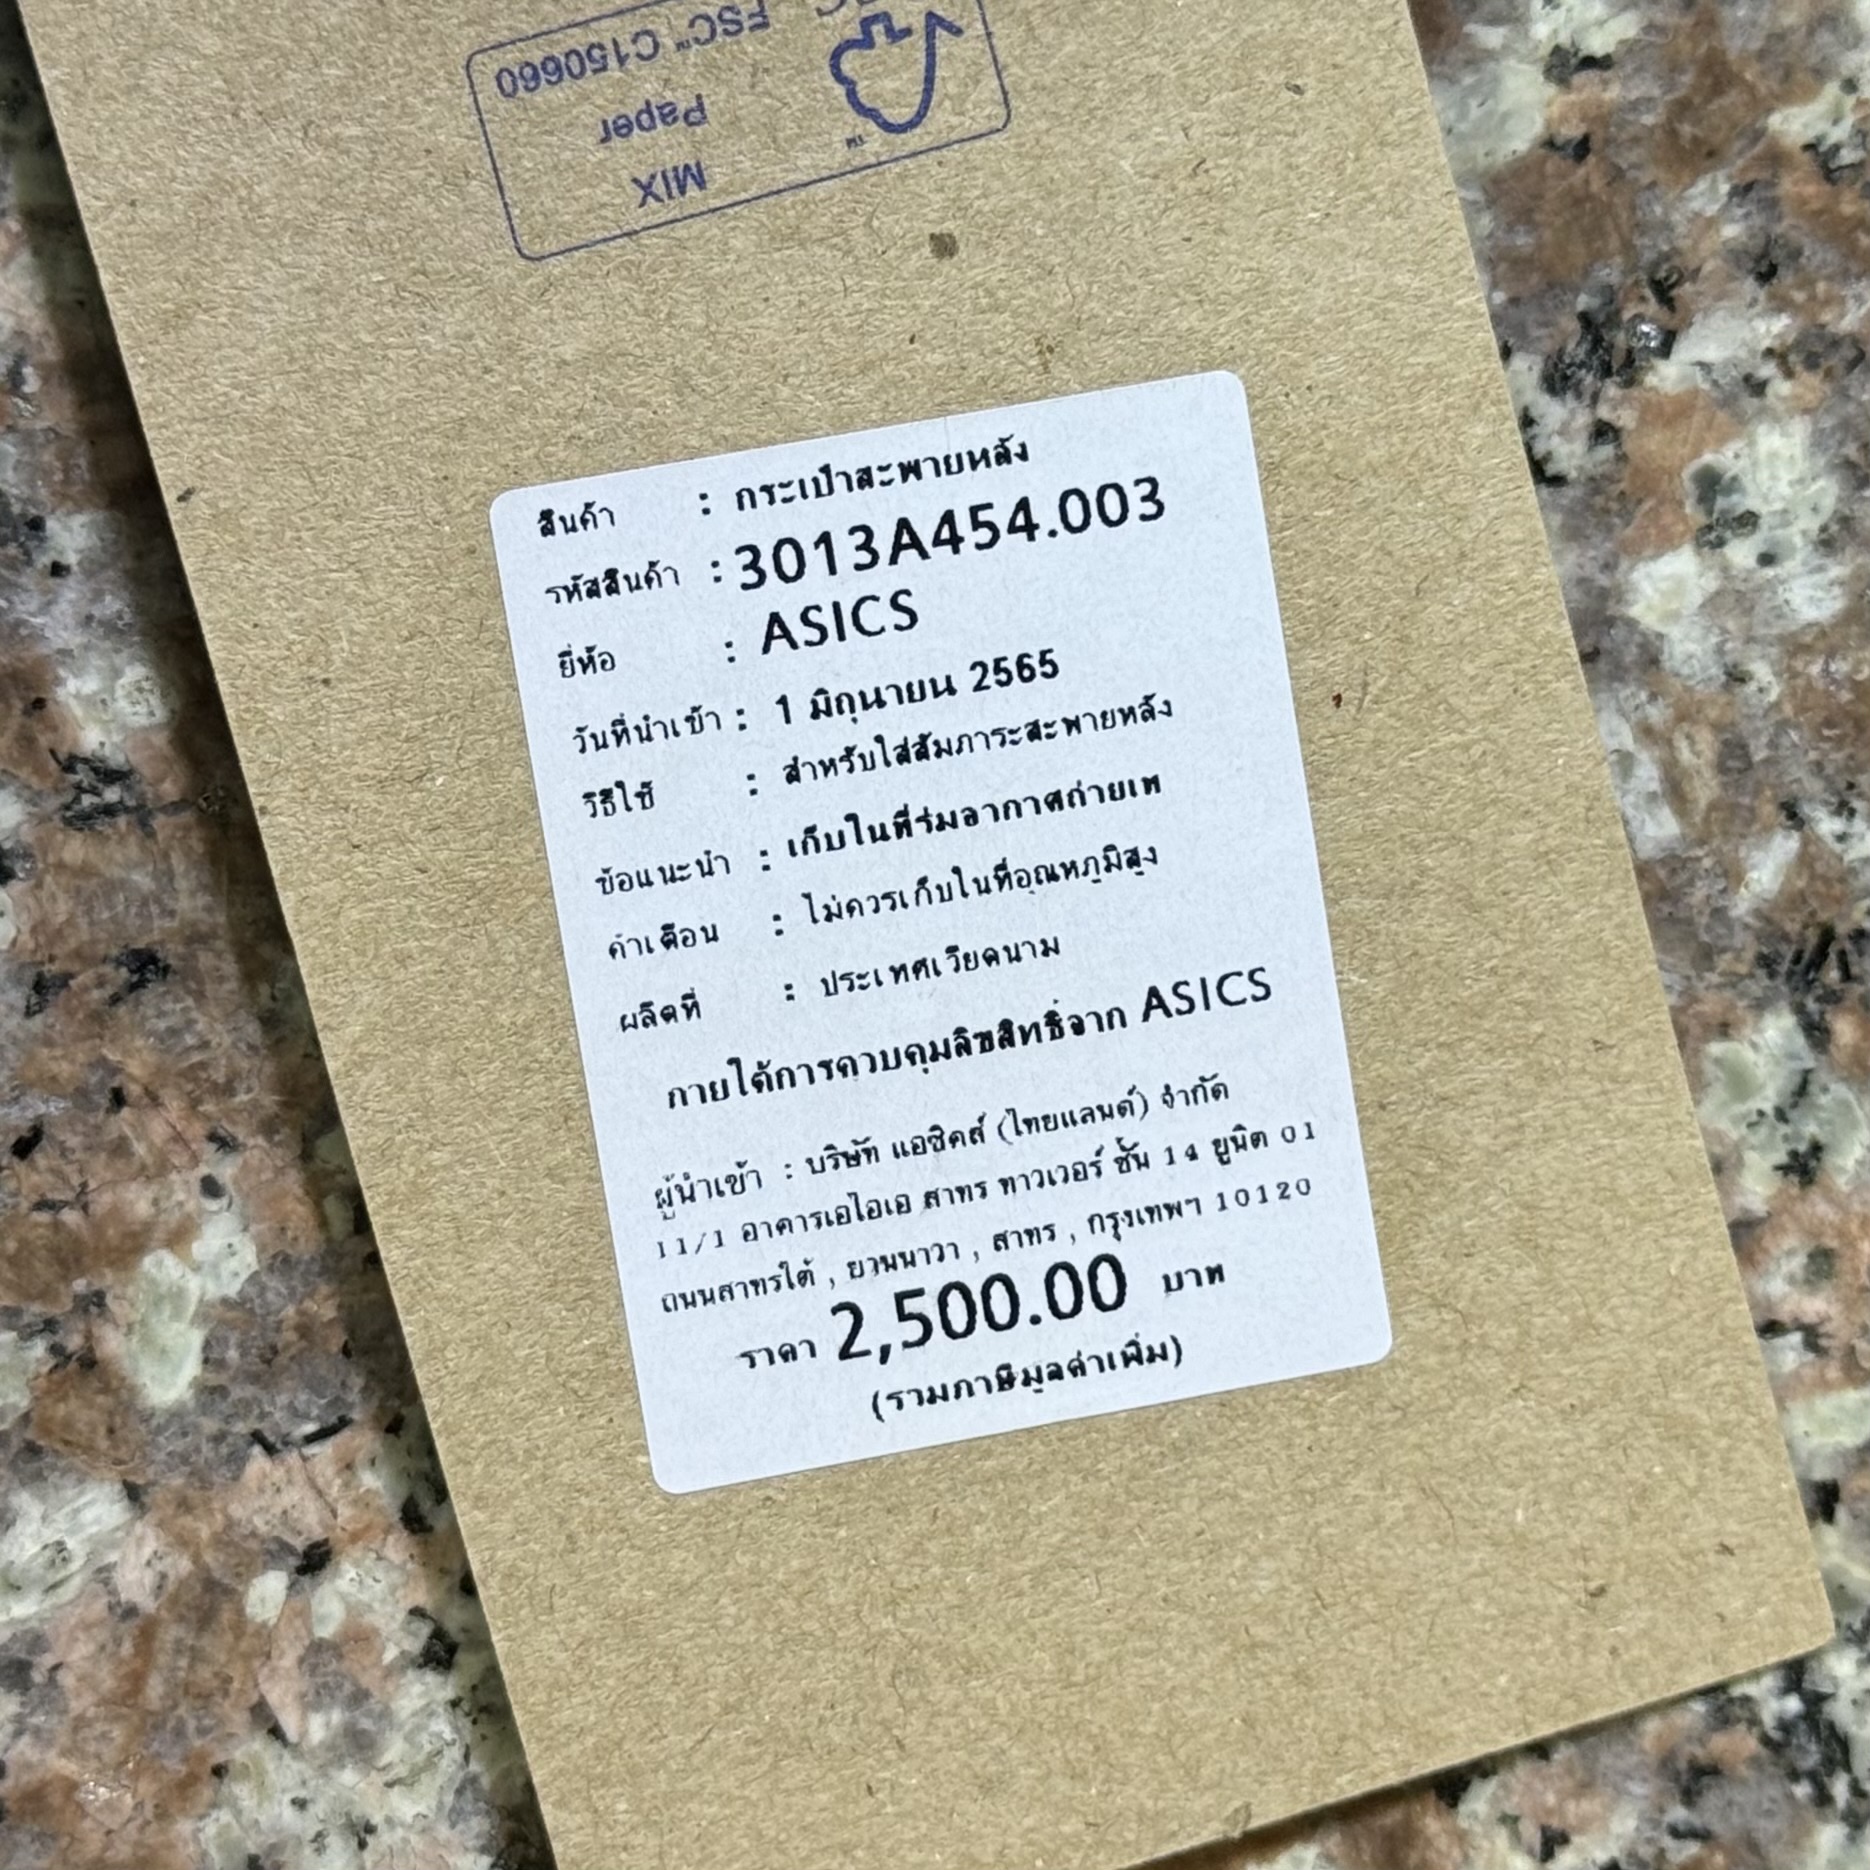 FSC™ C150660
Paper
MIX
สินค้า : กระเป๋าสะพายหลัง
รหัสสินค้า : 3013A454.003
ยี่ห้อ : ASICS
วันที่นำเข้า : 1 มิถุนายน 2565
วิธีใช้ : สำหรับใส่สัมภาระสะพายหลัง
ข้อแนะนำ : เก็บในที่ร่มอากาศถ่ายเท
คำเตือน : ไม่ควรเก็บในที่อุณหภูมิสูง
ผลิตที่ : ประเทศเวียดนาม
ภายใต้การควบคุมลิขสิทธิ์จาก ASICS
ผู้นำเข้า : บริษัท แอซิคส์ (ไทยแลนด์) จำกัด
11/1 อาคารเอไอเอ สาทร ทาวเวอร์ ชั้น 14 ยูนิต 01
ถนนสาทรใต้ , ยานนาวา , สาทร , กรุงเทพฯ 10120
ราคา 2,500.00 บาท
(รวมภาษีมูลค่าเพิ่ม)